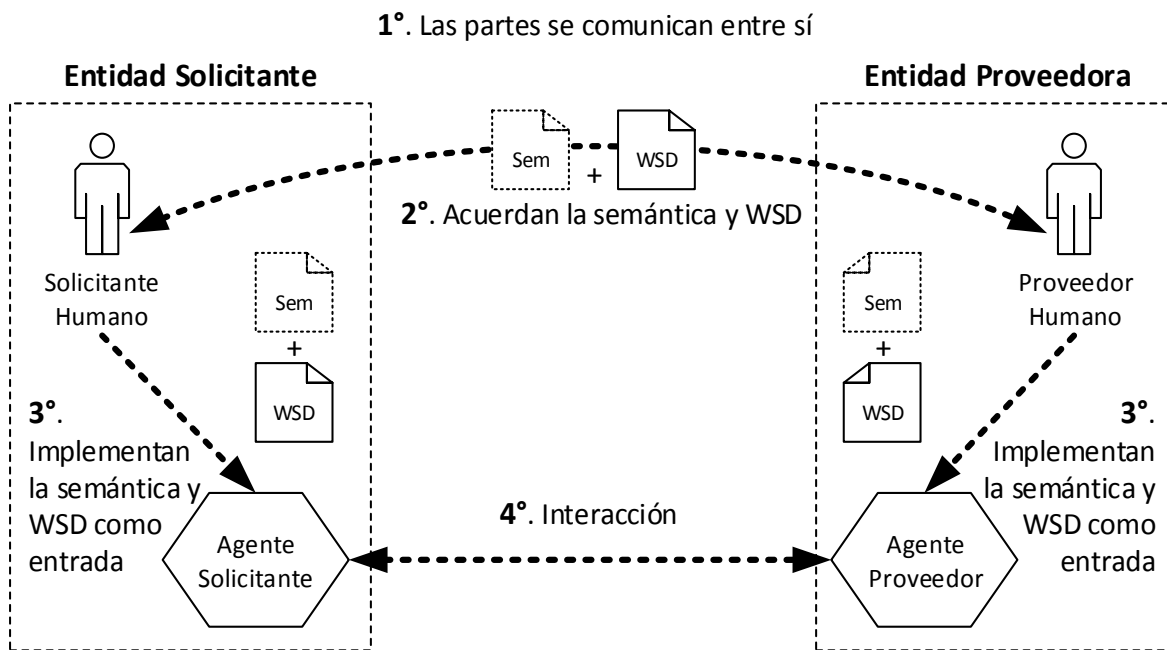 1°. Las partes se comunican entre sí
Entidad Solicitante
Entidad Proveedora
Sem
+
WSD
2°. Acuerdan la semántica y WSD
Solicitante
Humano
Sem
+
WSD
Sem
+
WSD
Proveedor
Humano
3°.
Implementan
la semántica y
WSD como
entrada
3°.
Implementan
la semántica y
WSD como
entrada
4°. Interacción
Agente
Solicitante
Agente
Proveedor